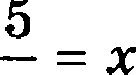 5
— = x